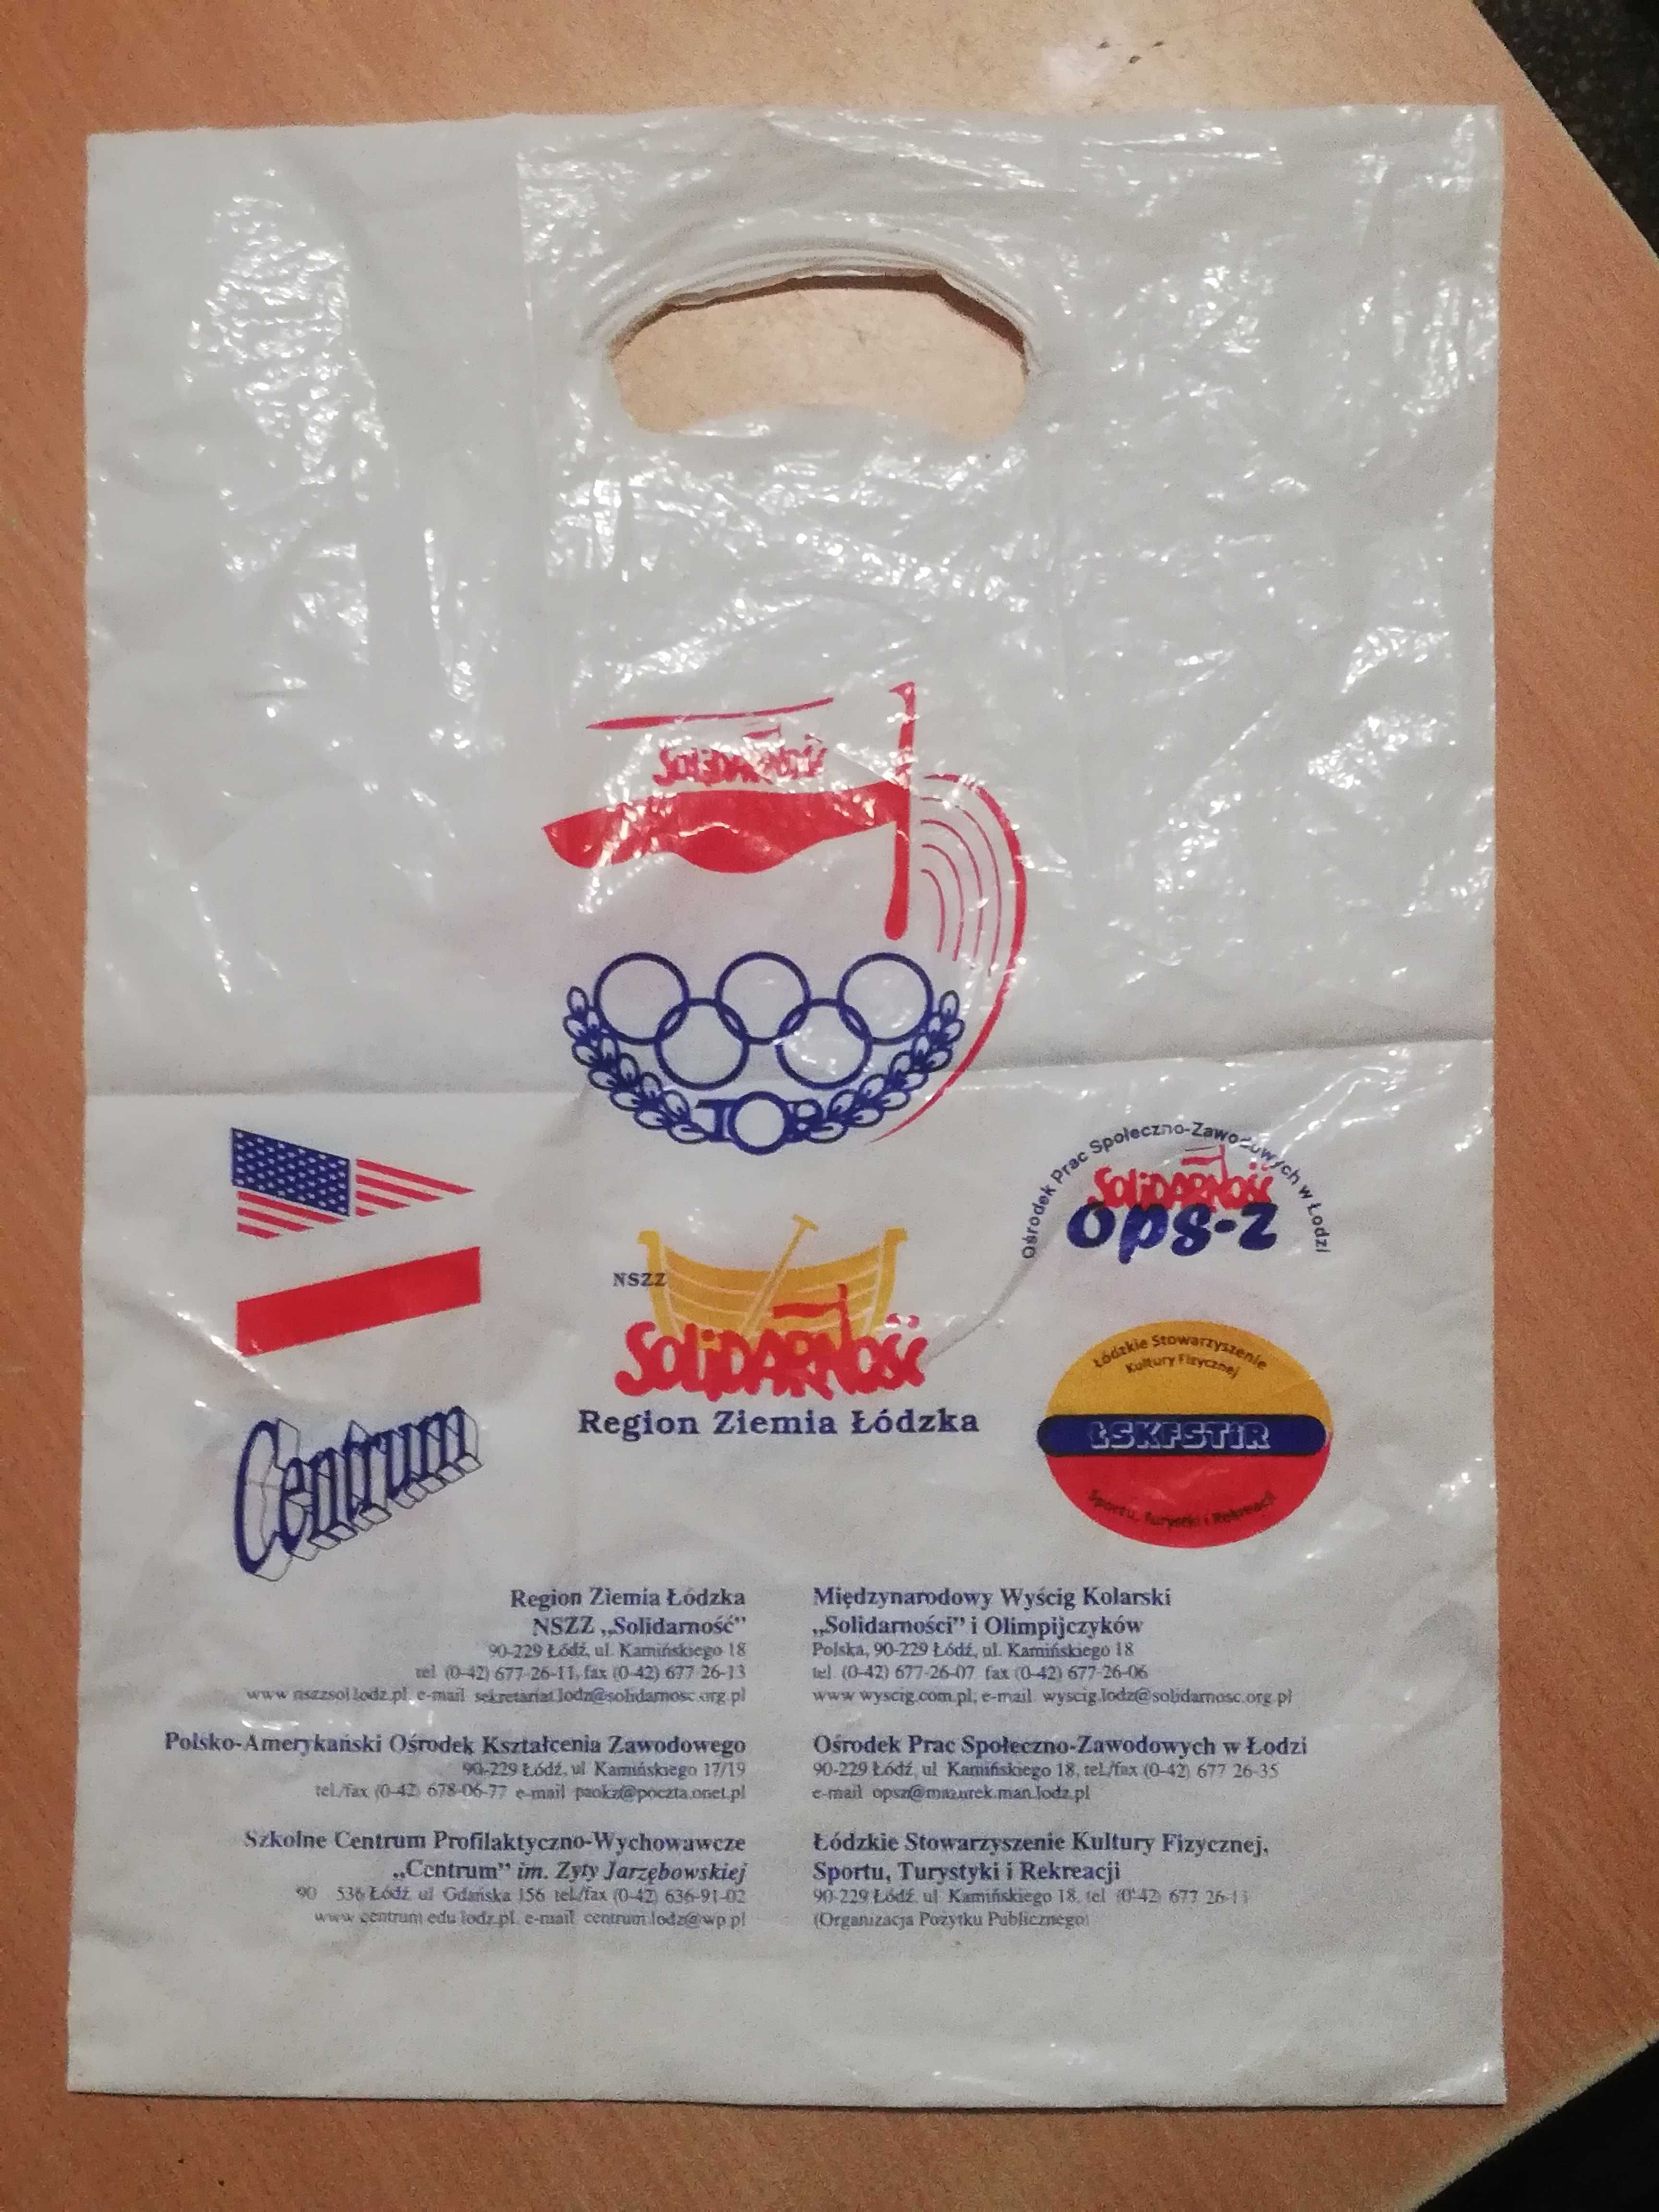 SOLiDARNOŚĆ
TOP
Ośrodek Prac Społeczno-Zawodowych w Łodzi
SOLiDARNOŚĆ
ops-z
NSZZ
SOLiDARNOŚĆ
Region Ziemia Łódzka
Łódzkie Stowarzyszenie
Kultury Fizycznej
ŁSKFSTiR
Sportu, Turystki i Rekreacji
Centrum
Region Ziemia Łódzka
NSZZ „Solidarność”
90-229 Łódź, ul. Kamińskiego 18
tel. (0-42) 677-26-11, fax (0-42) 677-26-13
www.nszzsol.lodz.pl, e-mail sekretariat.lodz@solidarnosc.org.pl
Polsko-Amerykański Ośrodek Kształcenia Zawodowego
90-229 Łódź, ul Kamińskiego 17/19
tel./fax (0-42) 678-06-77 e-mail paokz@poczta.onet.pl
Szkolne Centrum Profilaktyczno-Wychowawcze
„Centrum” im. Zyty Jarzębowskiej
90 536 Łódź ul Gdańska 156 tel./fax (0-42) 636-91-02
www centrum edu lodz.pl, e-mail centrum.lodz@wp.pl
Międzynarodowy Wyścig Kolarski
„Solidarności” i Olimpijczyków
Polska, 90-229 Łódź, ul. Kamińskiego 18
tel. (0-42) 677-26-07 fax (0-42) 677-26-06
www.wyscig.com.pl, e-mail wyscig.lodz@solidarnosc.org.pl
Ośrodek Prac Społeczno-Zawodowych w Łodzi
90-229 Łódź, ul Kamińskiego 18, tel./fax (0-42) 677 26-35
e-mail opsz@mazurek.man.lodz.pl
Łódzkie Stowarzyszenie Kultury Fizycznej,
Sportu, Turystyki i Rekreacji
90-229 Łódź, ul Kamińskiego 18, tel (0-42) 677 26-13
(Organizacja Pożytku Publicznego)